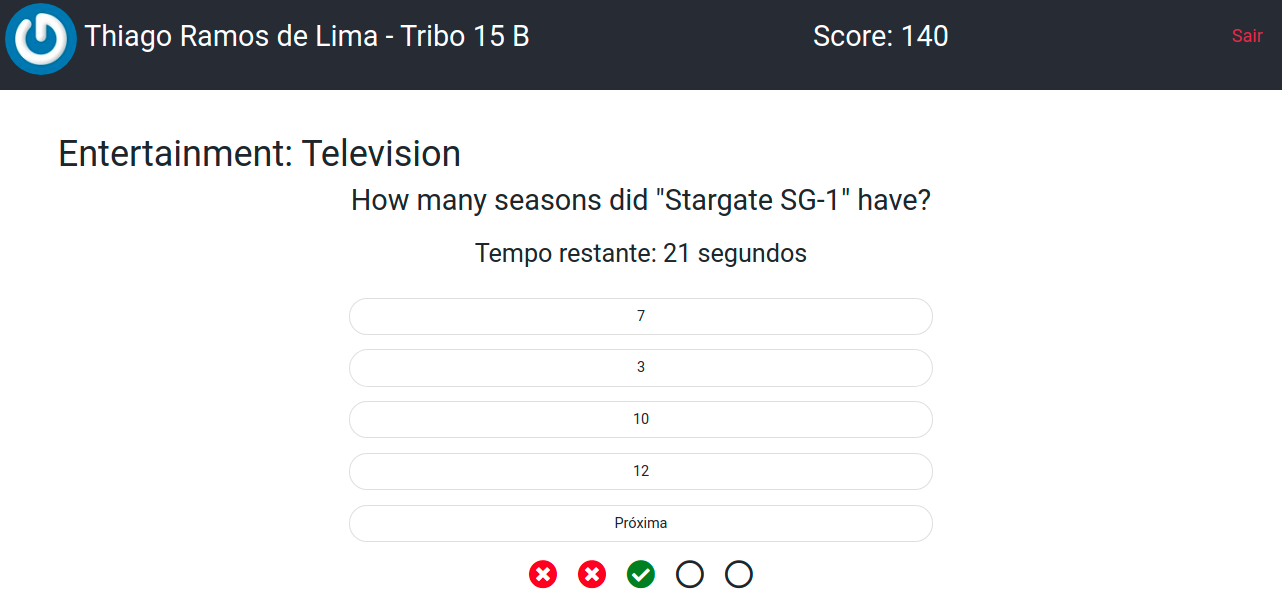 Thiago Ramos de Lima - Tribo 15 B
Score: 140
Sair
Entertainment: Television
How many seasons did "Stargate SG-1" have?
Tempo restante: 21 segundos
7
3
10
12
Próxima